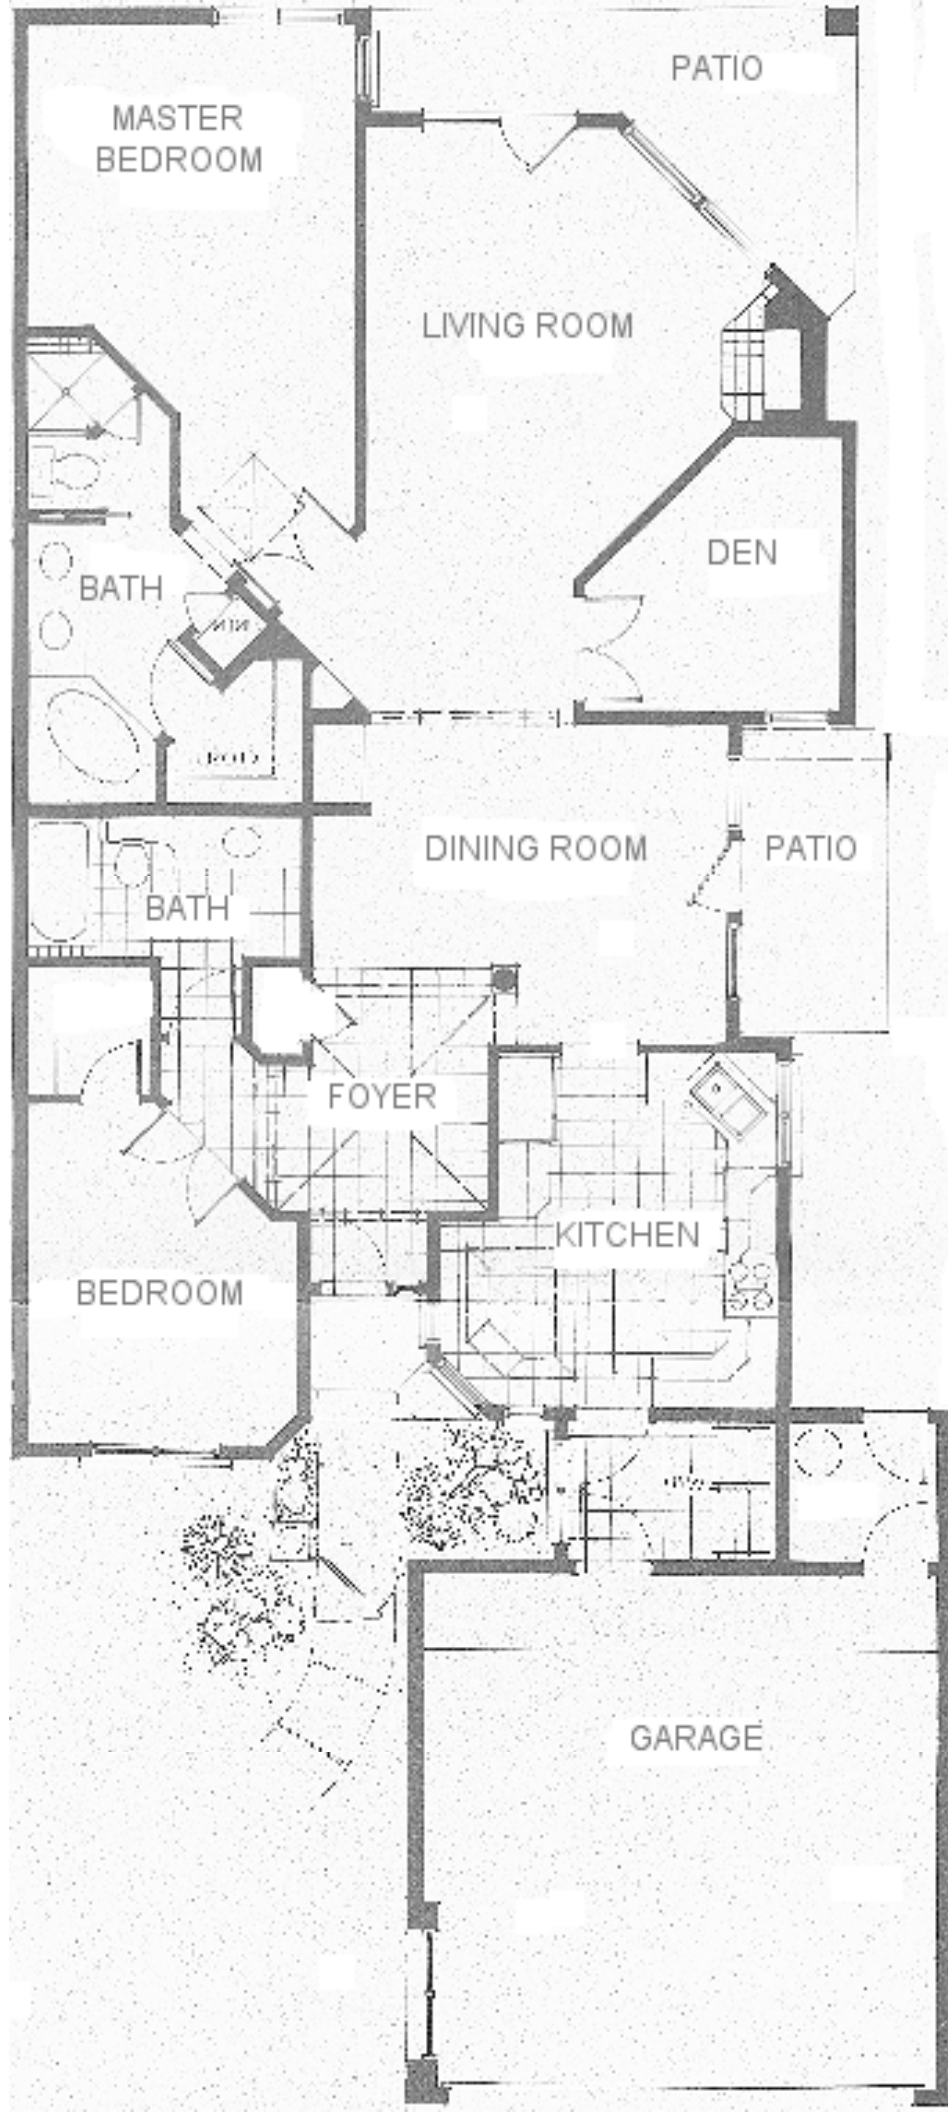 PATIO
MASTER
BEDROOM
LIVING ROOM
DEN
BATH
DINING ROOM
PATIO
BATH
FOYER
KITCHEN
BEDROOM
GARAGE